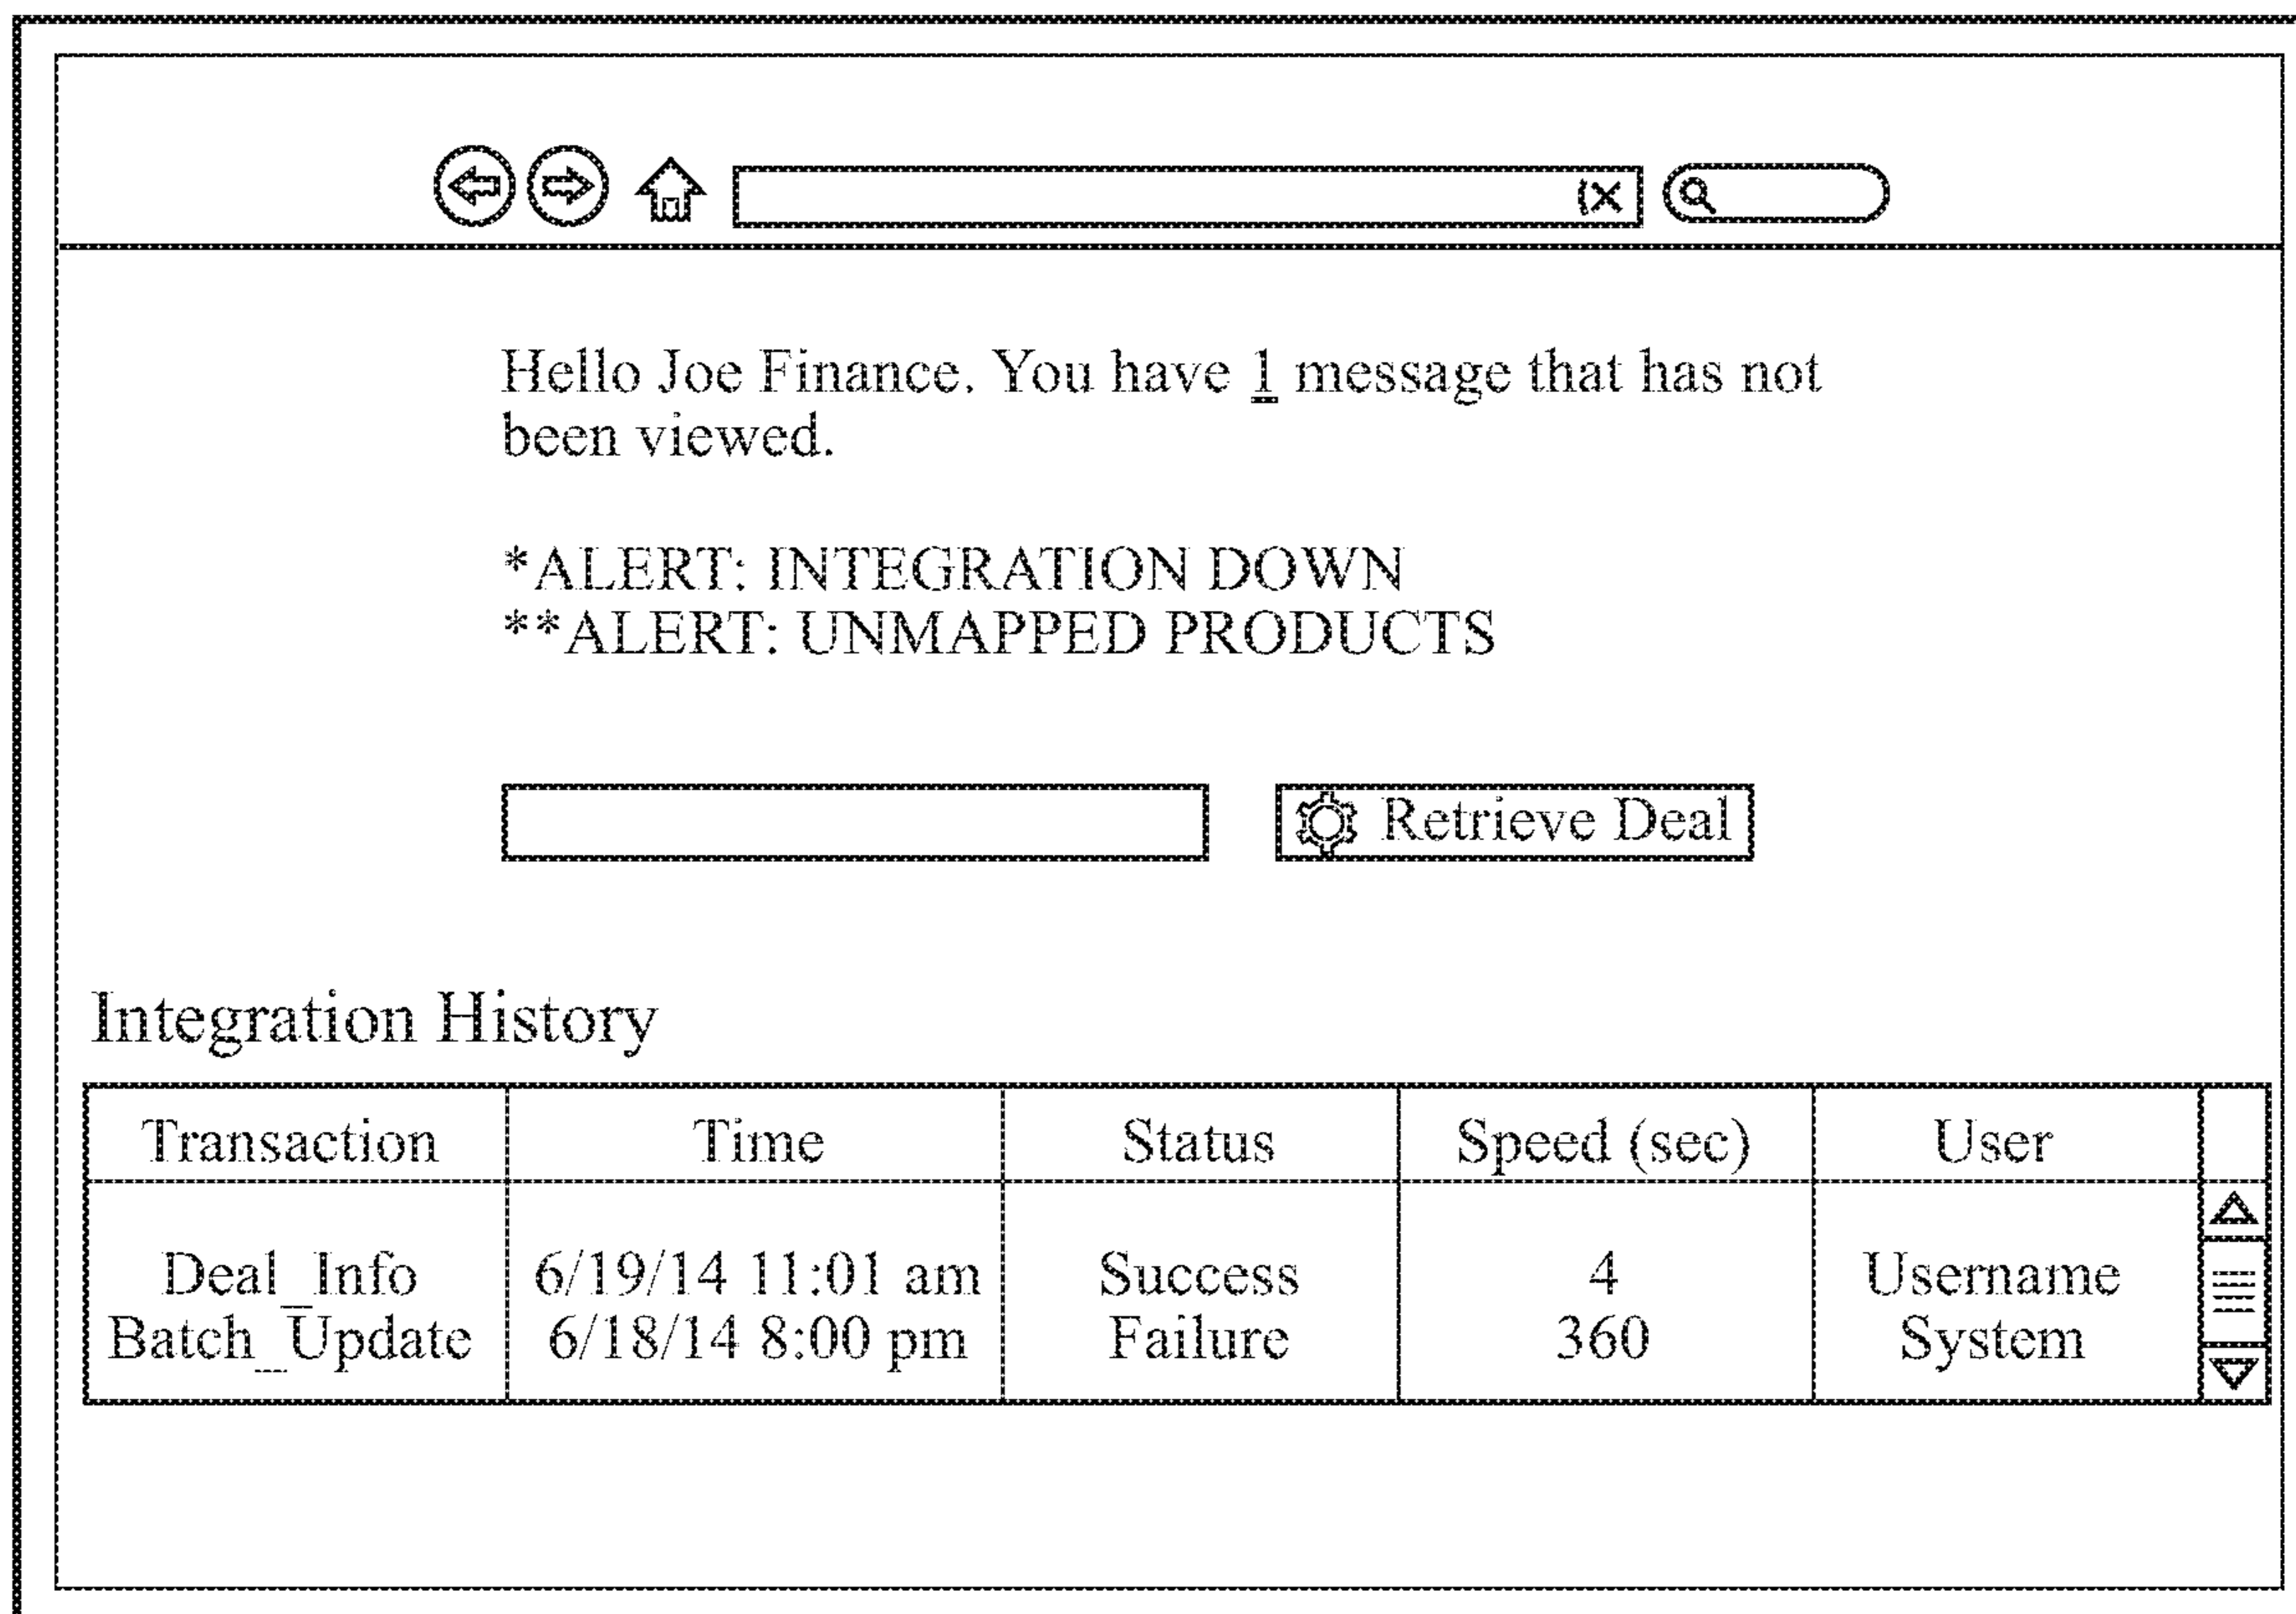 Hello Joe Finance. You have 1 message that has not
been viewed.
*ALERT: INTEGRATION DOWN
**ALERT: UNMAPPED PRODUCTS
Retrieve Deal
Integration History
Transaction Time Status Speed (sec) User
Deal_Info 6/19/14 11:01 am Success 4 Username
Batch_Update 6/18/14 8:00 pm Failure 360 System